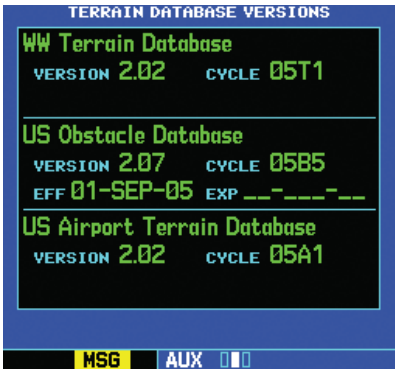 TERRAIN DATABASE VERSIONS
WW Terrain Database
VERSION 2.02 CYCLE 05T1
US Obstacle Database
VERSION 2.07 CYCLE 05B5
EFF 01-SEP-05 EXP __-___-__
US Airport Terrain Database
VERSION 2.02 CYCLE 05A1
MSG AUX